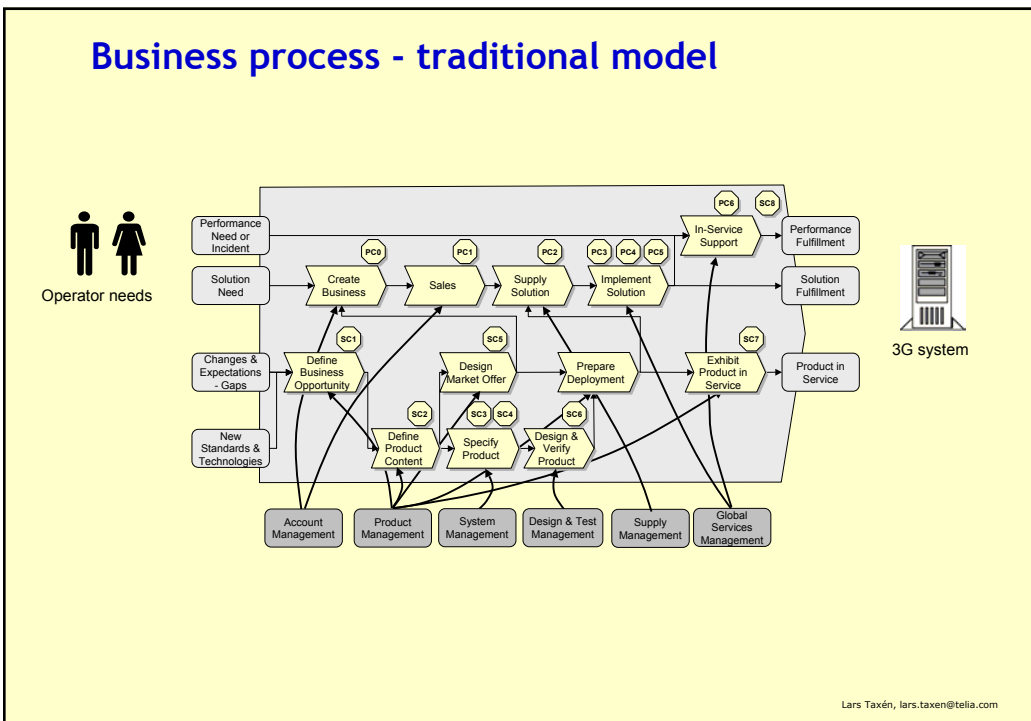 Business process - traditional model
PC6
SC8
Performance
Need or
Incident
In-Service
Support
Performance
Fulfillment
Operator needs
PC0
PC1
PC2
PC3
PC4
PC5
Solution
Need
Create
Business
Sales
Supply
Solution
Implement
Solution
Solution
Fulfillment
3G system
SC1
SC5
SC7
Changes &
Expectations
- Gaps
Define
Business
Opportunity
Design
Market Offer
Prepare
Deployment
Exhibit
Product in
Service
Product in
Service
SC2
SC3
SC4
SC6
New
Standards &
Technologies
Define
Product
Content
Specify
Product
Design &
Verify
Product
Account
Management
Product
Management
System
Management
Design & Test
Management
Supply
Management
Global
Services
Management
Lars Taxén, lars.taxen@telia.com